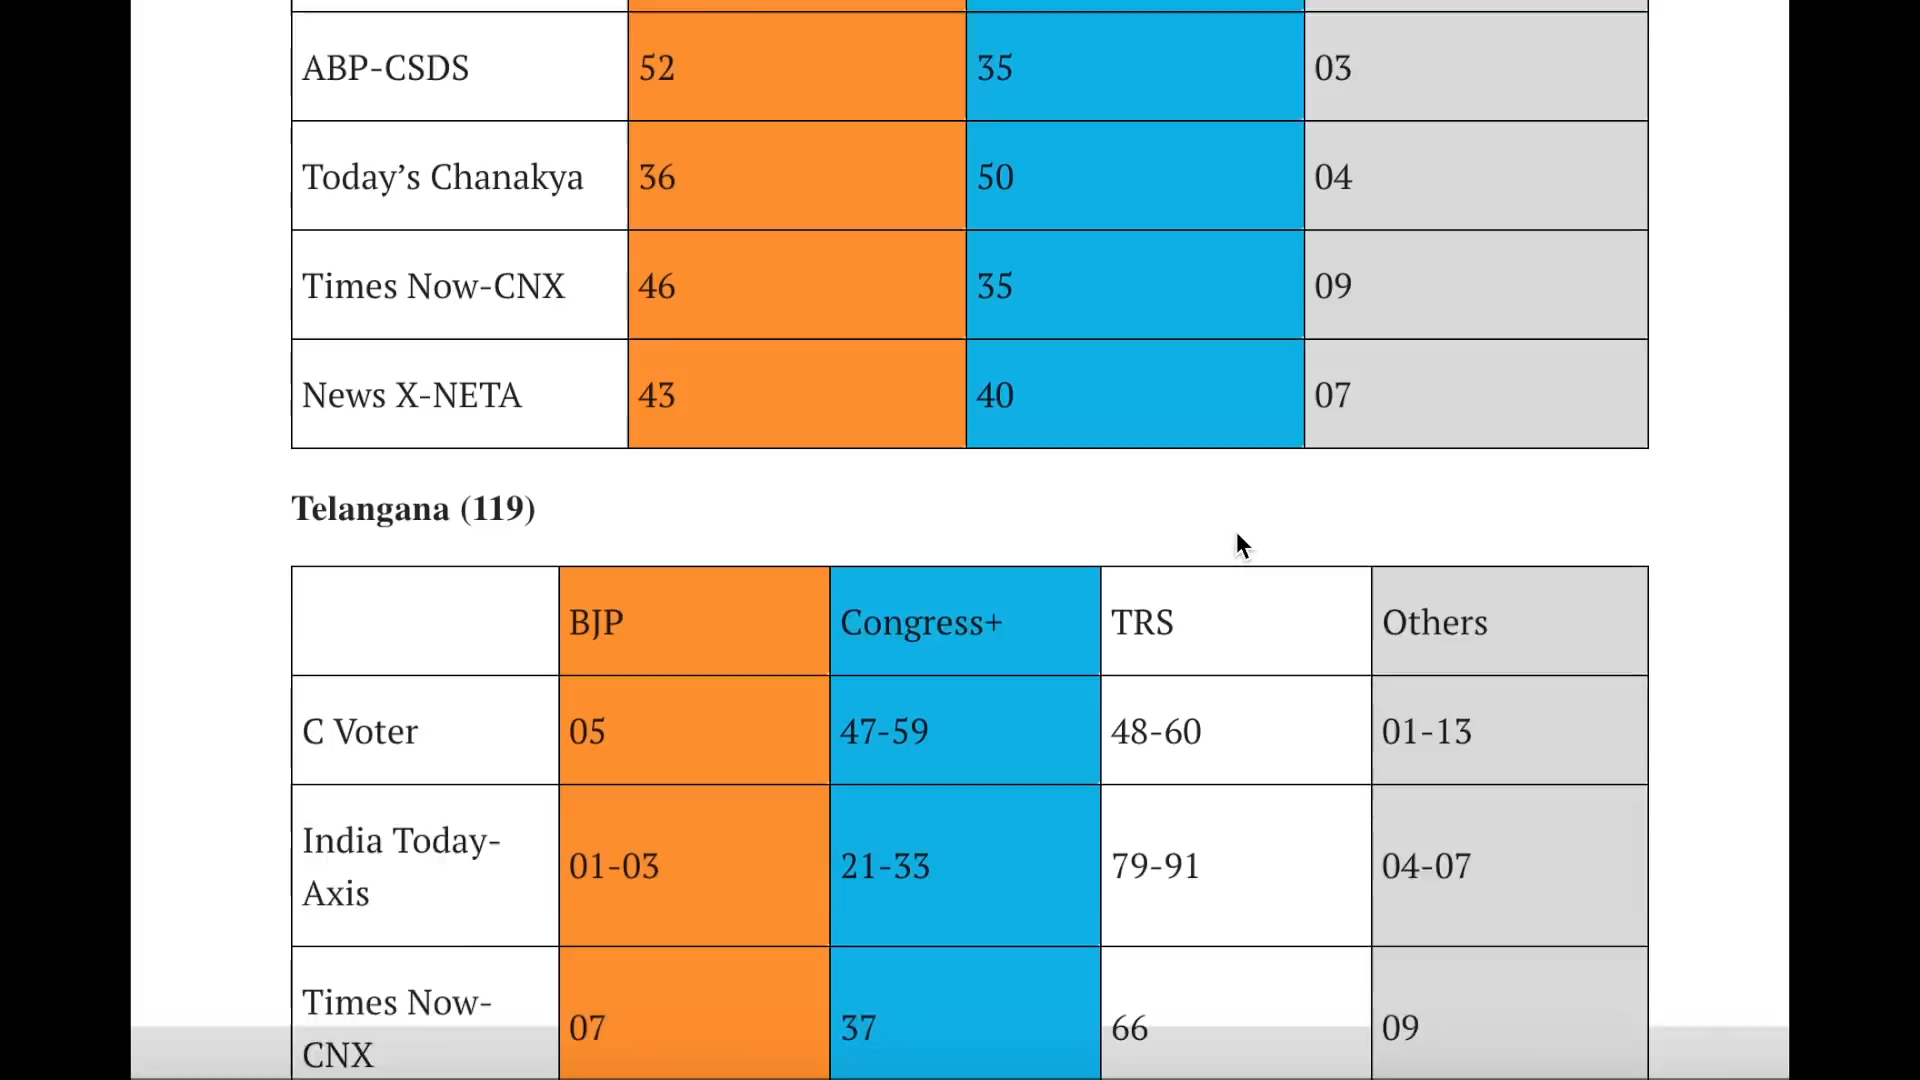 ABP-CSDS 52 35 03
Today’s Chanakya 36 50 04
Times Now-CNX 46 35 09
News X-NETA 43 40 07
Telangana (119)
BJP Congress+ TRS Others
C Voter 05 47-59 48-60 01-13
India Today-
Axis 01-03 21-33 79-91 04-07
Times Now-
CNX 07 37 66 09